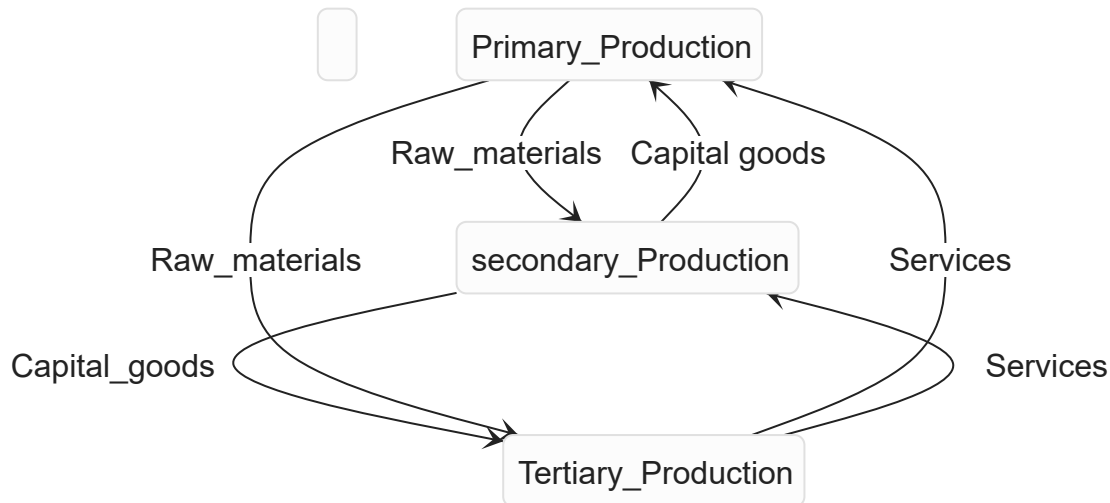 Primary_Production
Raw_materials
Capital goods
Raw_materials
secondary_Production
Services
Capital_goods
Services
Tertiary_Production